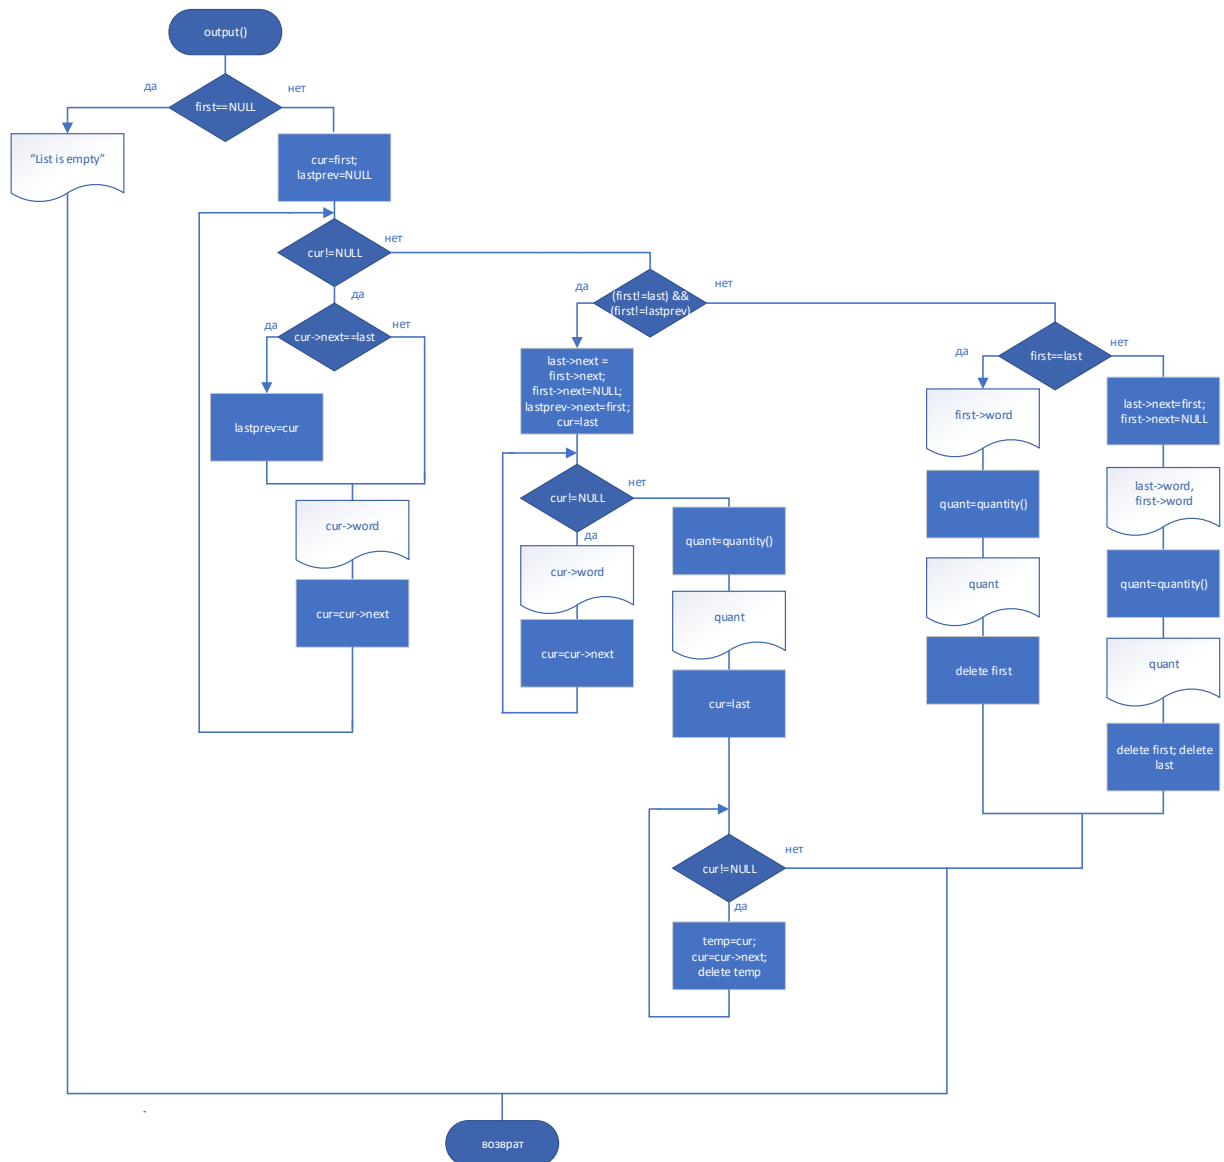 output()
да
нет
first==NULL
“List is empty”
cur=first;
lastprev=NULL
cur!=NULL
нет
да
cur->next==last
да
нет
lastprev=cur
cur->word
cur=cur->next
(first!=last) &&
(first!=lastprev)
да
нет
last->next =
first->next;
first->next=NULL;
lastprev->next=first;
cur=last
cur!=NULL
нет
да
cur->word
cur=cur->next
quant=quantity()
quant
cur=last
cur!=NULL
нет
да
temp=cur;
cur=cur->next;
delete temp
first==last
да
нет
first->word
quant=quantity()
quant
delete first
last->next=first;
first->next=NULL
last->word,
first->word
quant=quantity()
quant
delete first; delete
last
возврат